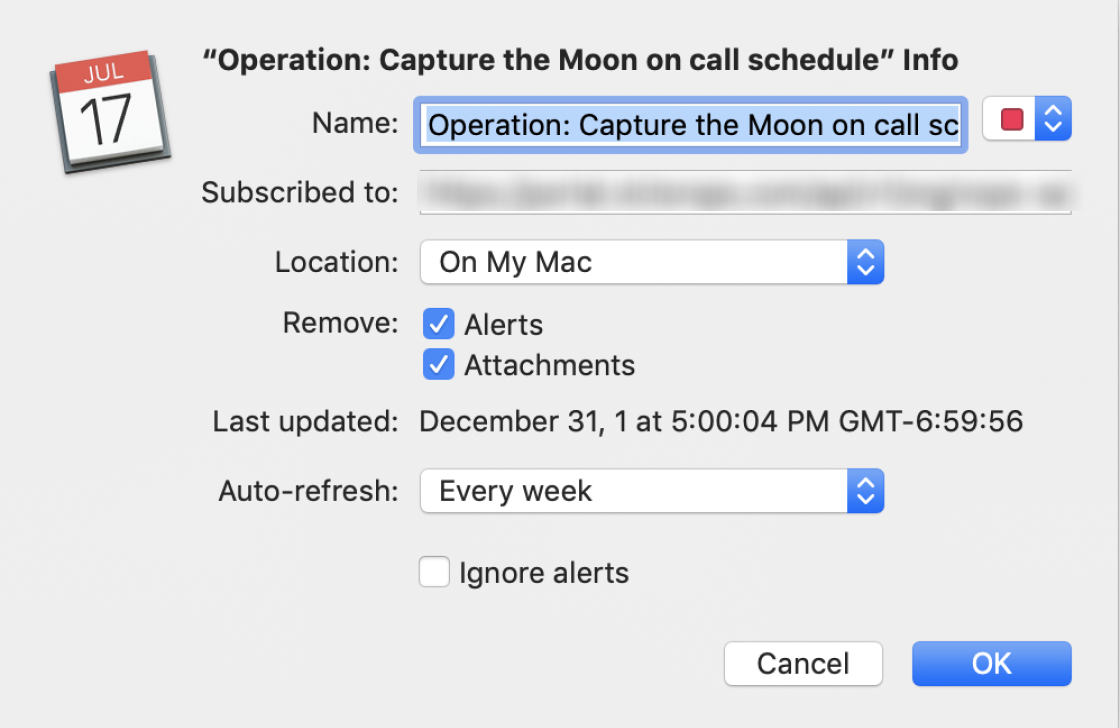 “Operation: Capture the Moon on call schedule” Info
JUL
17
Name: Operation: Capture the Moon on call sc
Subscribed to:
Location: On My Mac
Remove: Alerts
Attachments
Last updated: December 31, 1 at 5:00:04 PM GMT-6:59:56
Auto-refresh: Every week
Ignore alerts
Cancel OK